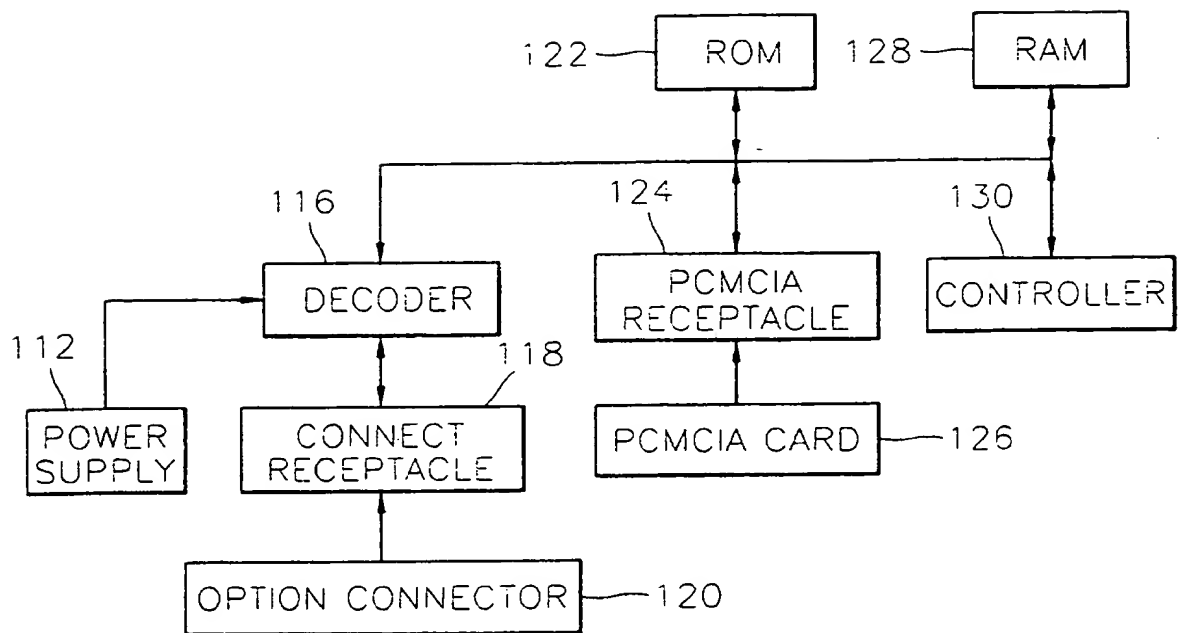 122
ROM
128
RAM
116
124
130
DECODER
PCMCIA
RECEPTACLE
CONTROLLER
112
118
POWER
SUPPLY
CONNECT
RECEPTACLE
PCMCIA CARD
126
OPTION CONNECTOR
120